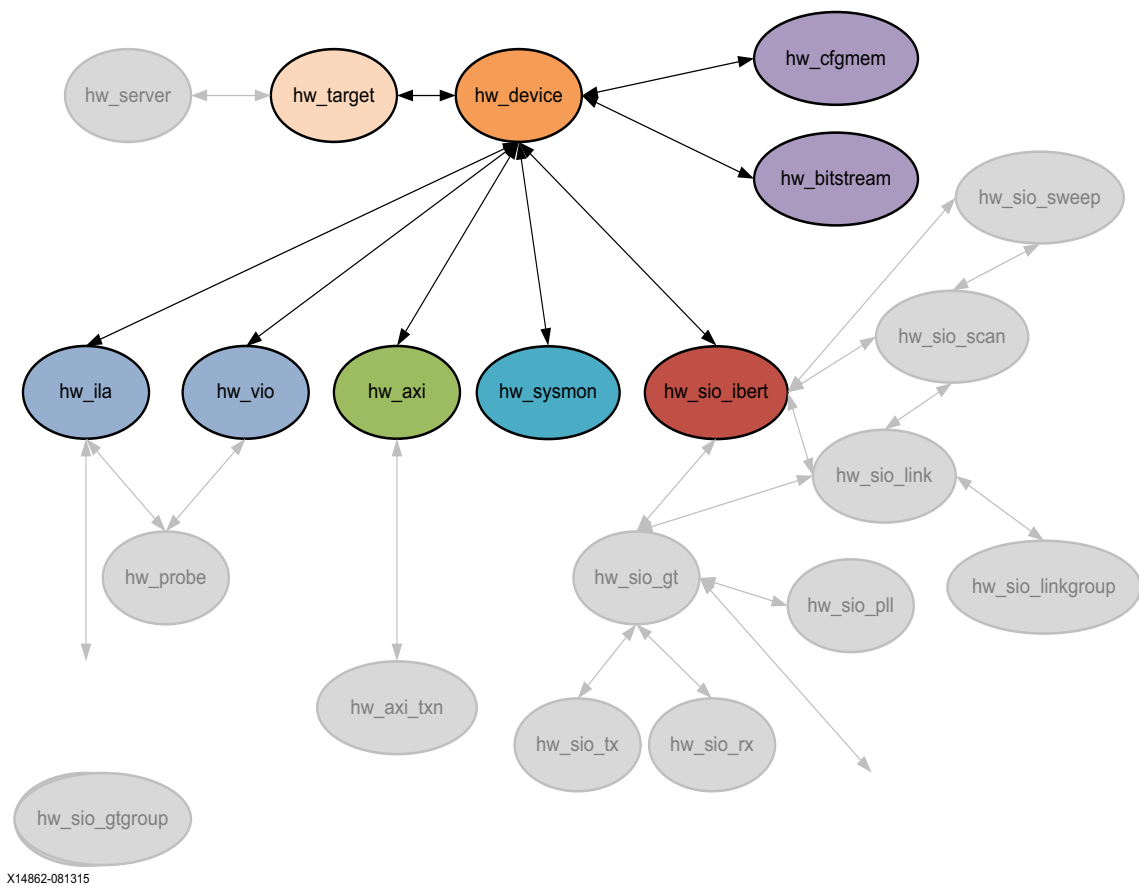 hw_server
hw_target
hw_device
hw_cfgmem
hw_bitstream
hw_sio_sweep
hw_sio_scan
hw_ila
hw_vio
hw_axi
hw_sysmon
hw_sio_ibert
hw_sio_link
hw_probe
hw_sio_gt
hw_sio_pll
hw_sio_linkgroup
hw_axi_txn
hw_sio_tx
hw_sio_rx
hw_sio_gtgroup
X14862-081315